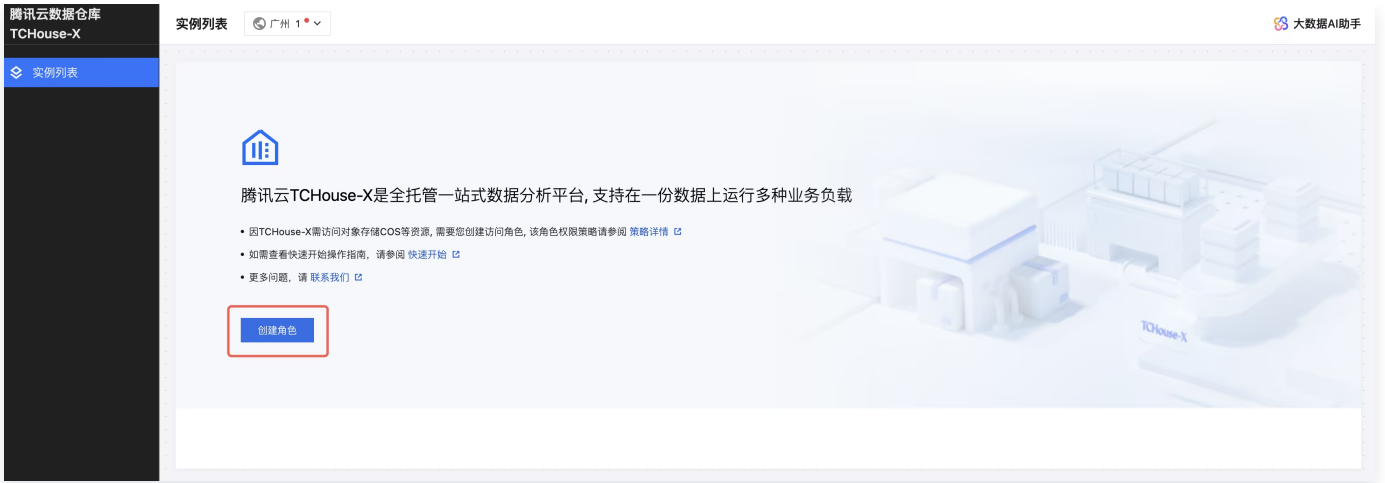 腾讯云数据仓库
TCHouse-X
实例列表
实例列表 广州 1
大数据AI助手
腾讯云TCHouse-X是全托管一站式数据分析平台, 支持在一份数据上运行多种业务负载
• 因TCHouse-X需访问对象存储COS等资源, 需要您创建访问角色, 该角色权限策略请参阅 策略详情
• 如需查看快速开始操作指南，请参阅 快速开始
• 更多问题，请 联系我们
创建角色
TCHouse-X